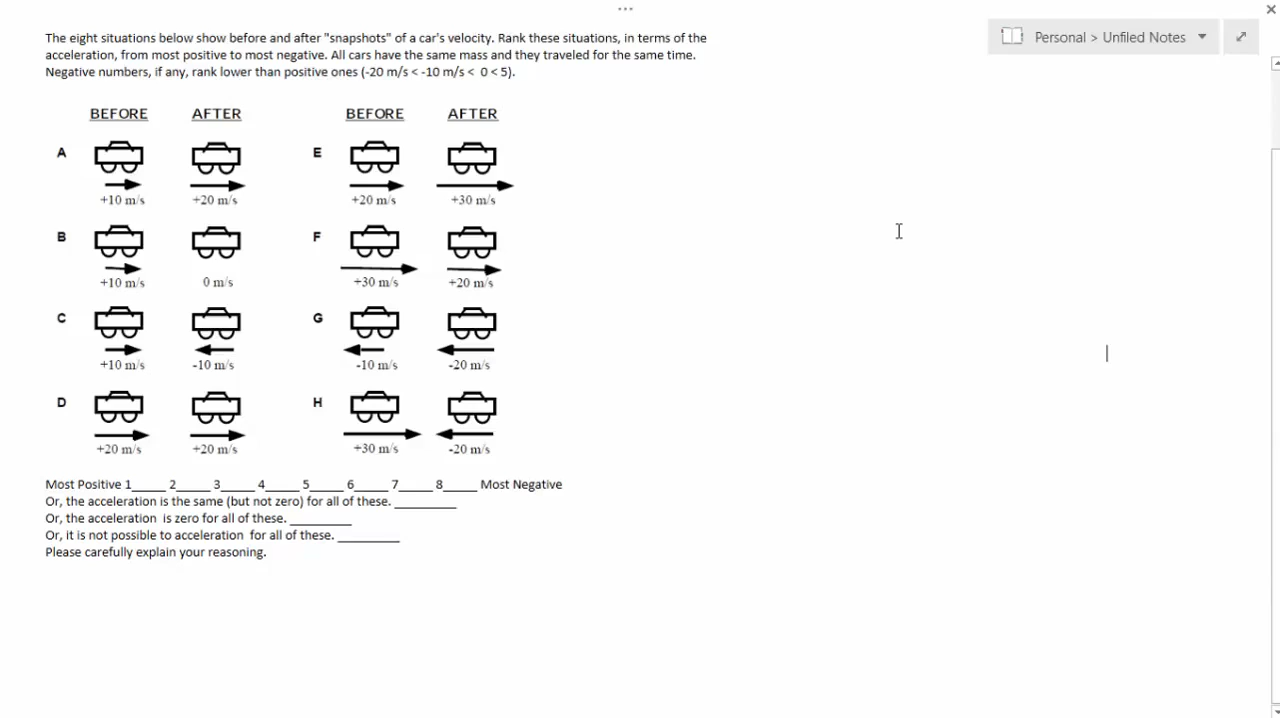 ...
Personal > Unfiled Notes
The eight situations below show before and after "snapshots" of a car's velocity. Rank these situations, in terms of the
acceleration, from most positive to most negative. All cars have the same mass and they traveled for the same time.
Negative numbers, if any, rank lower than positive ones (-20 m/s < -10 m/s < 0 < 5).
BEFORE AFTER BEFORE AFTER
A E
+10 m/s +20 m/s +20 m/s +30 m/s
B F
+10 m/s 0 m/s +30 m/s +20 m/s
C G
+10 m/s -10 m/s -10 m/s -20 m/s
D H
+20 m/s +20 m/s +30 m/s -20 m/s
Most Positive 1_____ 2_____ 3_____ 4_____ 5_____ 6_____ 7_____ 8_____ Most Negative
Or, the acceleration is the same (but not zero) for all of these. _________
Or, the acceleration  is zero for all of these. _________
Or, it is not possible to acceleration  for all of these. _________
Please carefully explain your reasoning.